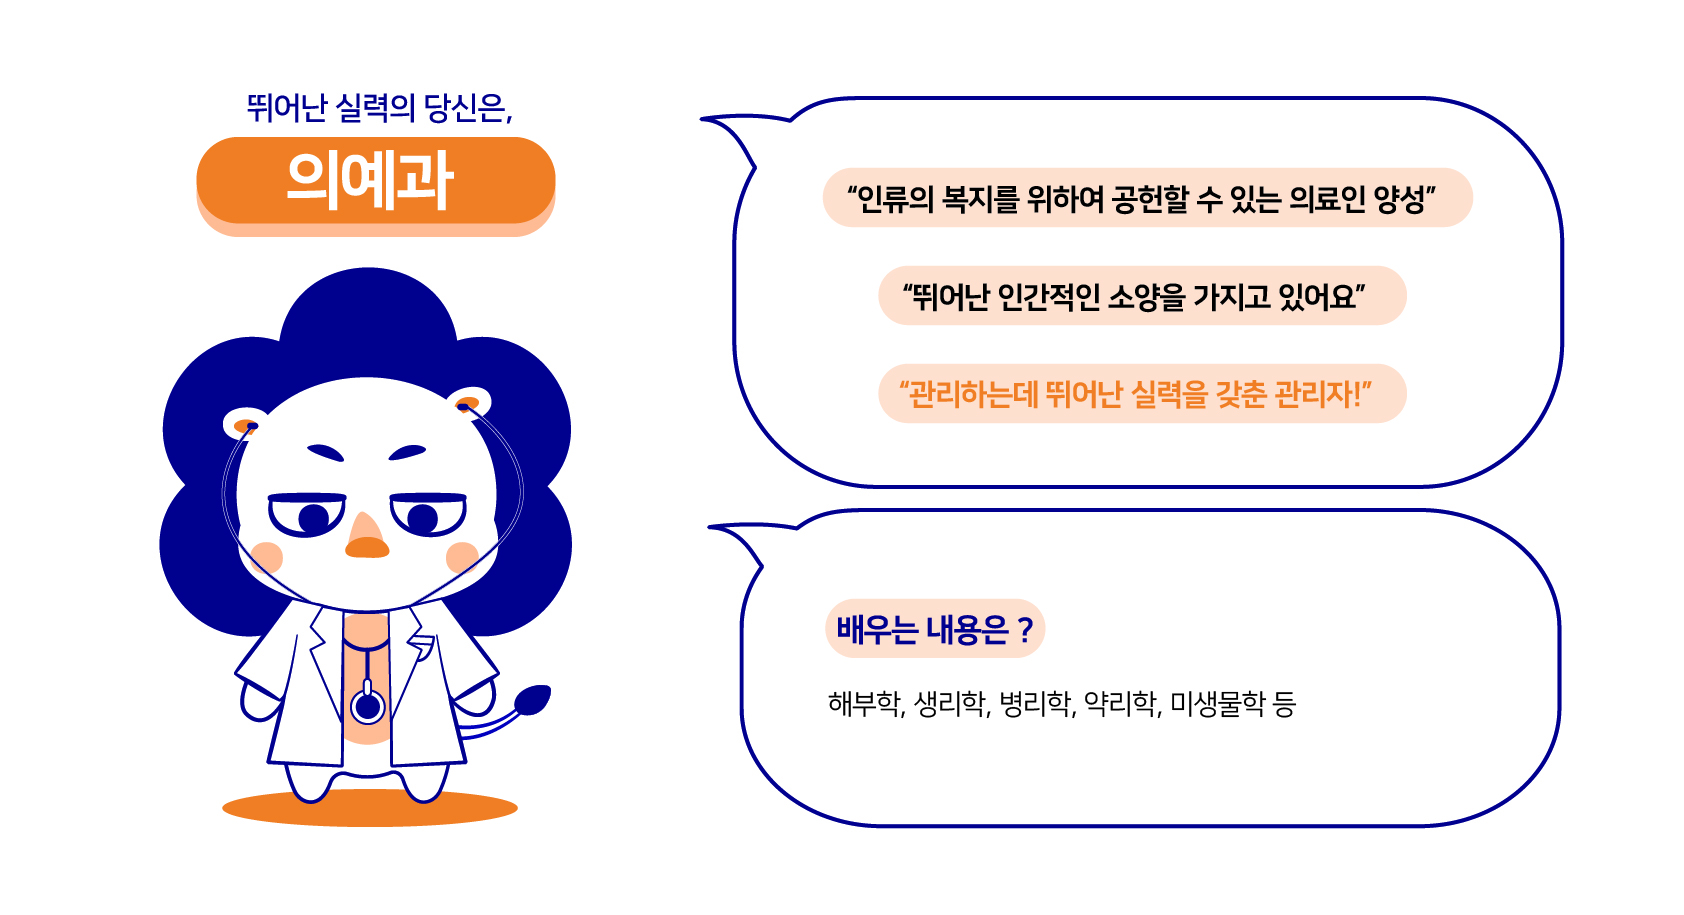 뛰어난 실력의 당신은,
의예과
“인류의 복지를 위하여 공헌할 수 있는 의료인 양성”
“뛰어난 인간적인 소양을 가지고 있어요”
“관리하는데 뛰어난 실력을 갖춘 관리자!”
배우는 내용은 ?
해부학, 생리학, 병리학, 약리학, 미생물학 등